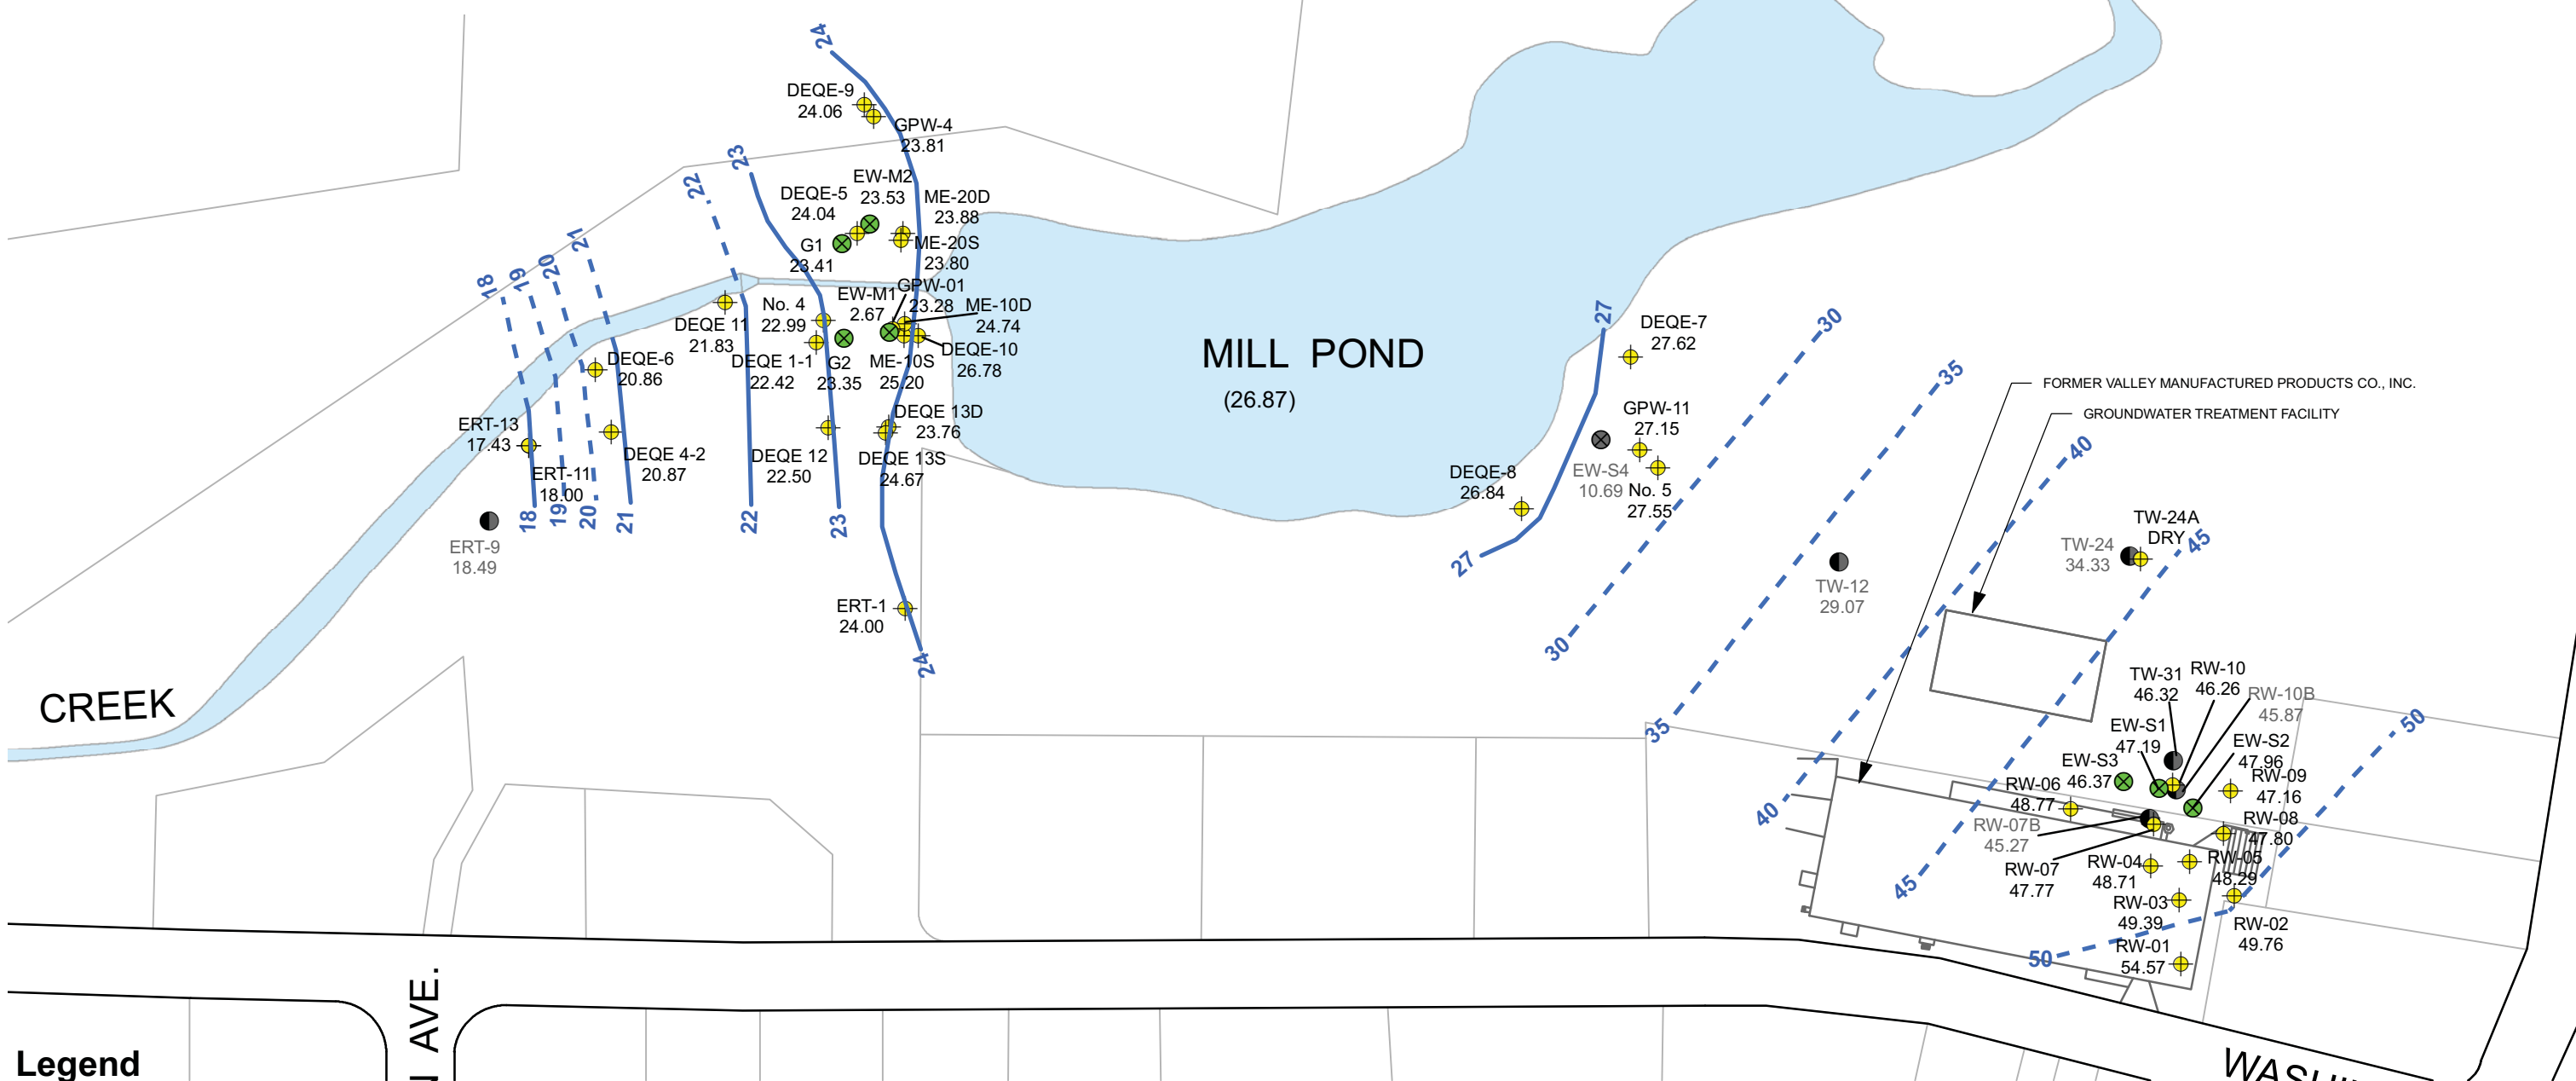 24
DEQE-9
24.06
GPW-4
23.81
23
22
EW-M2
23.53
DEQE-5
24.04
ME-20D
23.88
G1
23.41
ME-20S
23.80
21
20
19
18
EW-M1
2.67
GPW-01
23.28
ME-10D
24.74
No. 4
22.99
DEQE 11
21.83
DEQE-10
26.78
DEQE 1-1
22.42
G2
23.35
ME-10S
25.20
DEQE-6
20.86
MILL POND
(26.87)
27
DEQE-7
27.62
30
35
FORMER VALLEY MANUFACTURED PRODUCTS CO., INC.
GROUNDWATER TREATMENT FACILITY
ERT-13
17.43
DEQE 13D
23.76
GPW-11
27.15
40
ERT-11
18.00
DEQE 4-2
20.87
DEQE 12
22.50
DEQE 13S
24.67
DEQE-8
26.84
EW-S4
10.69
No. 5
27.55
18
19
20
21
22
23
ERT-9
18.49
27
TW-12
29.07
TW-24A
DRY
TW-24
34.33
45
ERT-1
24.00
24
30
35
CREEK
TW-31
46.32
RW-10
46.26
RW-10B
45.87
50
EW-S1
47.19
EW-S2
47.96
EW-S3
46.37
RW-09
47.16
RW-06
48.77
40
RW-07B
45.27
RW-08
47.80
RW-07
47.77
RW-04
48.71
RW-05
48.29
45
RW-03
49.39
RW-02
49.76
50
RW-01
54.57
AVE.
Legend